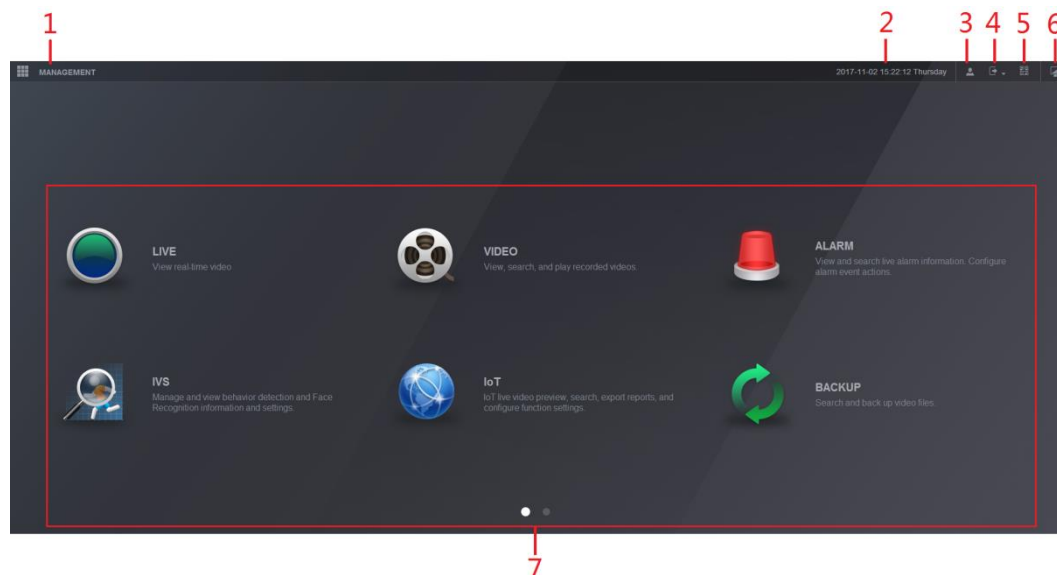 1
2
3
4
5
6
MANAGEMENT
2017-11-02 15:22:12 Thursday
LIVE
View real-time video
VIDEO
View, search, and play recorded videos.
ALARM
View and search live alarm information. Configure
alarm event actions.
IVS
Manage and view behavior detection and Face
Recognition information and settings.
IoT
IoT live video preview, search, export reports, and
configure function settings.
BACKUP
Search and back up video files.
7